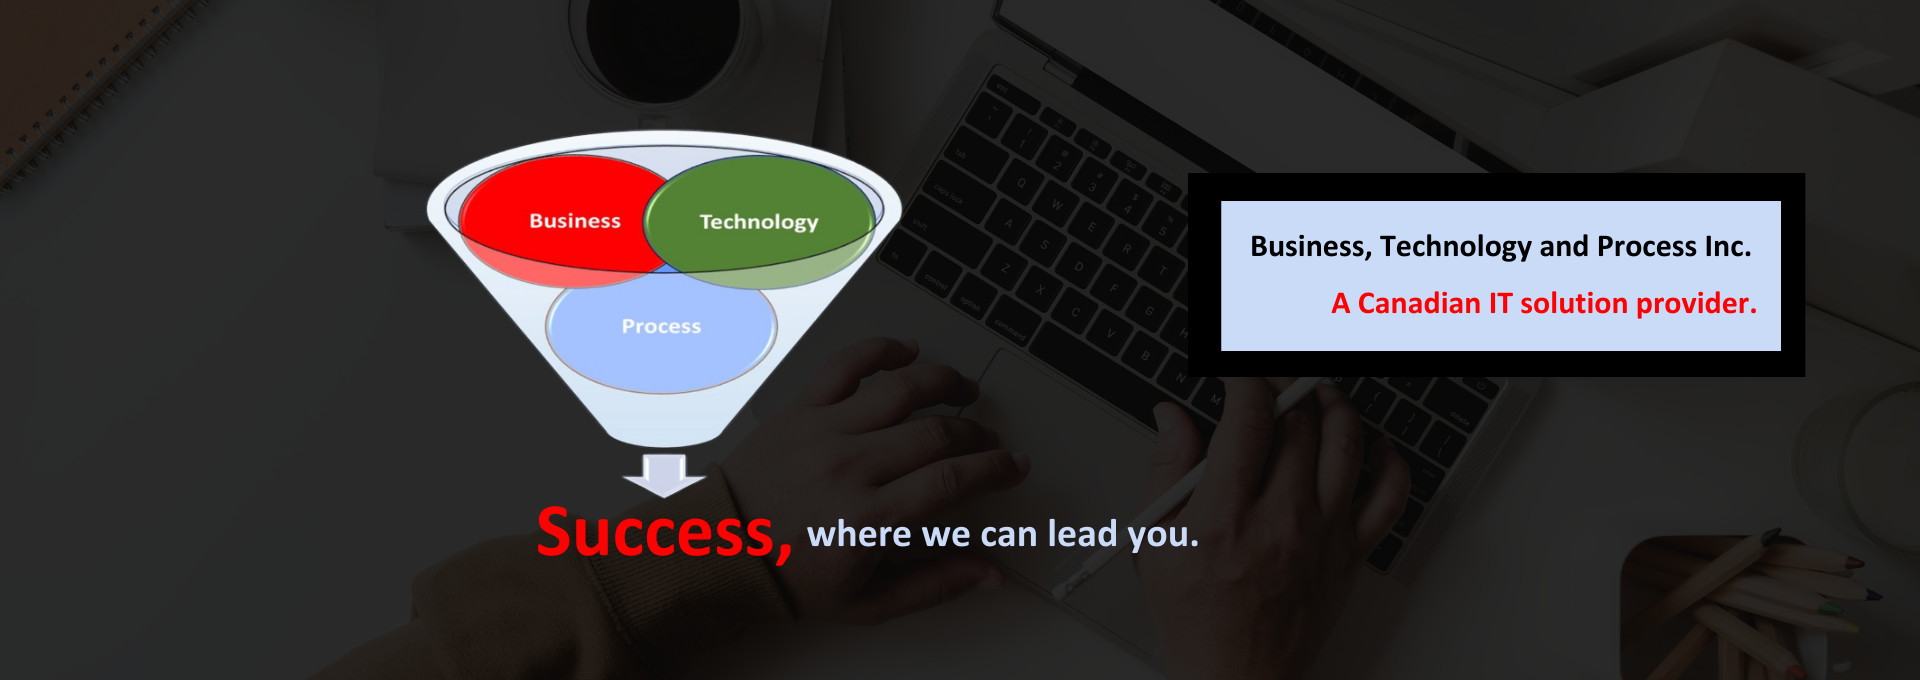 Business
Technology
Process
Success, where we can lead you.
Business, Technology and Process Inc.
A Canadian IT solution provider.